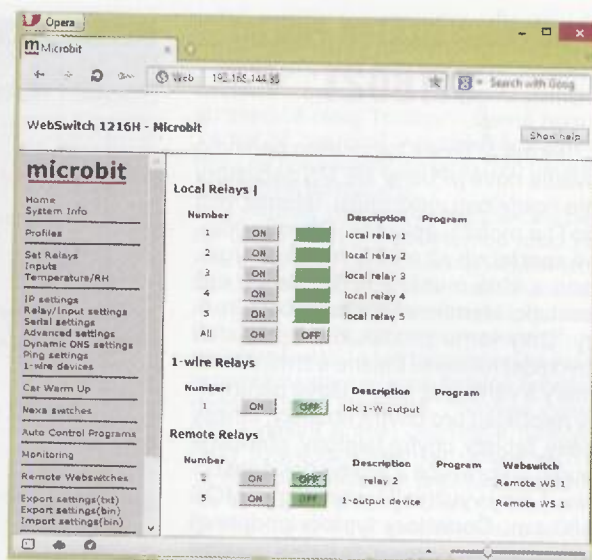 Opera
Microbit
Web
Search with Goog
WebSwitch 1216H - Microbit
Show help
microbit
Home
System Info
Profiles
Set Relays
Inputs
Temperature/RH
IP settings
Relay/Input settings
Serial settings
Advanced settings
Dynamic DNS settings
Ping settings
1-wire devices
Car Warm Up
Nexa switches
Auto Control Programs
Monitoring
Remote Webswitches
Export settings(txt)
Export settings(bin)
Import settings(bin)
Local Relays
Number Description Program
1 ON local relay 1
2 ON local relay 2
3 ON local relay 3
4 ON local relay 4
5 ON local relay 5
All ON OFF
1-wire Relays
Number Description Program
1 ON OFF lok 1-W output
Remote Relays
Number Description Program Webswitch
2 ON OFF relay 2 Remote WS 1
5 ON OFF 1-output device Remote WS 1